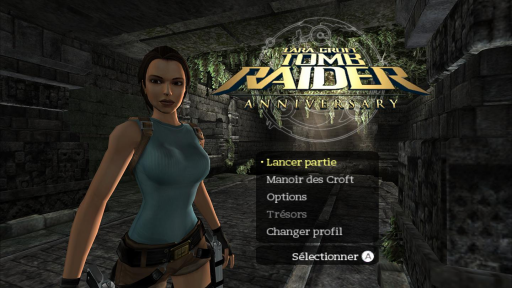 LARA CROFT
TOMB
RAIDER
ANNIVERSARY
· Lancer partie
Manoir des Croft
Options
Trésors
Changer profil
Sélectionner A